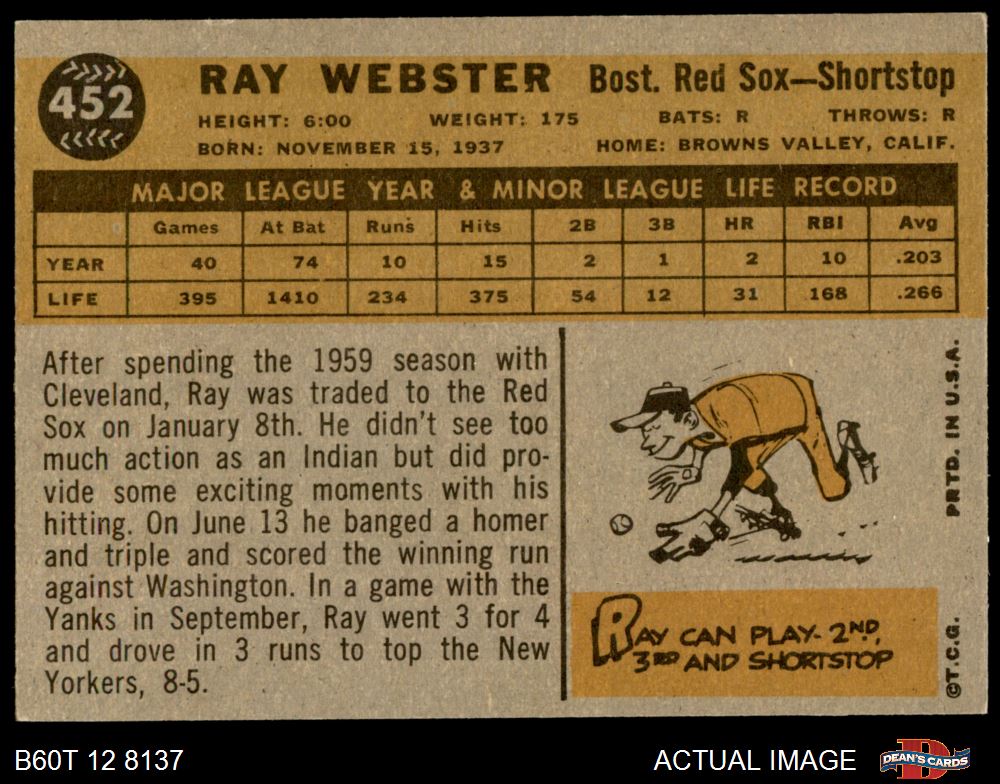 452
RAY WEBSTER Bost. Red Sox—Shortstop
HEIGHT: 6:00 WEIGHT: 175 BATS: R THROWS: R
BORN: NOVEMBER 15, 1937 HOME: BROWNS VALLEY, CALIF.
MAJOR LEAGUE YEAR & MINOR LEAGUE LIFE RECORD
Games At Bat Runs Hits 2B 3B HR RBI Avg
YEAR 40 74 10 15 2 1 2 10 .203
LIFE 395 1410 234 375 54 12 31 168 .266
After spending the 1959 season with
Cleveland, Ray was traded to the Red
Sox on January 8th. He didn't see too
much action as an Indian but did pro-
vide some exciting moments with his
hitting. On June 13 he banged a homer
and triple and scored the winning run
against Washington. In a game with the
Yanks in September, Ray went 3 for 4
and drove in 3 runs to top the New
Yorkers, 8-5.
RAY CAN PLAY- 2ND,
3RD AND SHORTSTOP
PRTD. IN U.S.A.
©T.C.G.
B60T 12 8137
ACTUAL IMAGE
DEAN'S CARDS